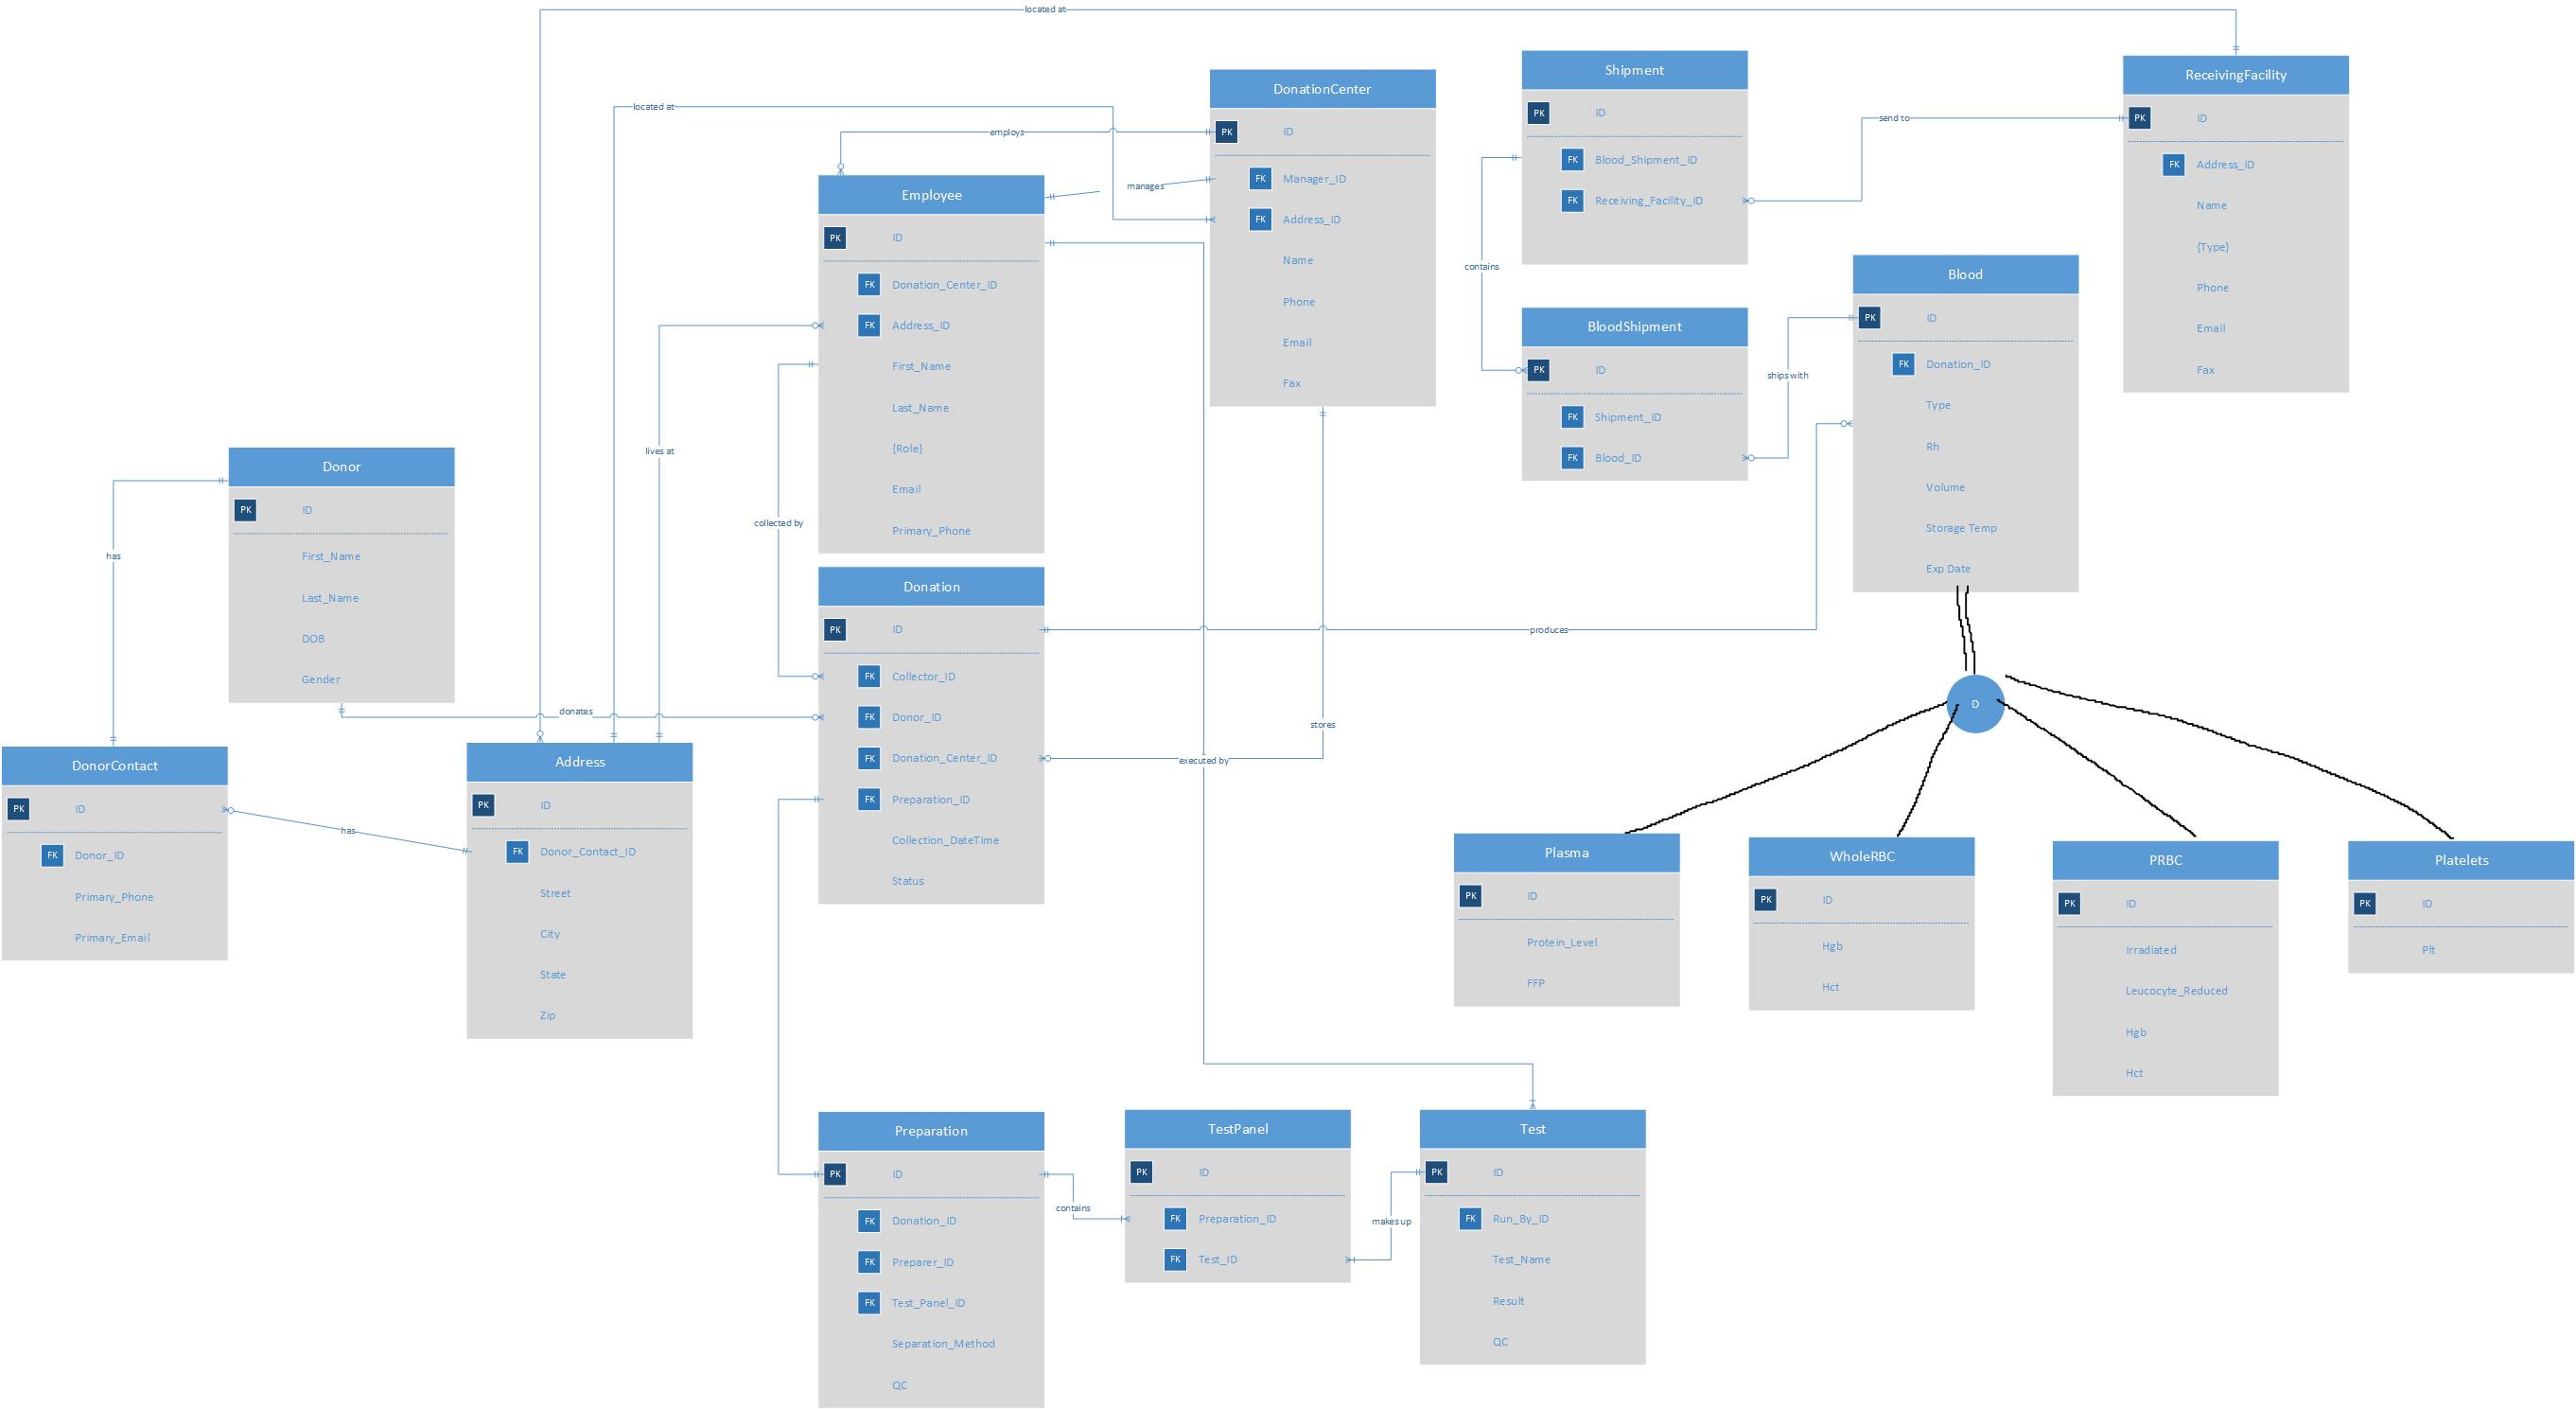 located at
located at
employs
manages
send to
contains
ships with
lives at
collected by
has
donates
has
produces
stores
executed by
contains
makes up
DonationCenter
PK ID
FK Manager_ID
FK Address_ID
Name
Phone
Email
Fax
Shipment
PK ID
FK Blood_Shipment_ID
FK Receiving_Facility_ID
ReceivingFacility
PK ID
FK Address_ID
Name
{Type}
Phone
Email
Fax
Employee
PK ID
FK Donation_Center_ID
FK Address_ID
First_Name
Last_Name
{Role}
Email
Primary_Phone
BloodShipment
PK ID
FK Shipment_ID
FK Blood_ID
Blood
PK ID
FK Donation_ID
Type
Rh
Volume
Storage Temp
Exp Date
D
Donor
PK ID
First_Name
Last_Name
DOB
Gender
Donation
PK ID
FK Collector_ID
FK Donor_ID
FK Donation_Center_ID
FK Preparation_ID
Collection_DateTime
Status
DonorContact
PK ID
FK Donor_ID
Primary_Phone
Primary_Email
Address
PK ID
FK Donor_Contact_ID
Street
City
State
Zip
Plasma
PK ID
Protein_Level
FFP
WholeRBC
PK ID
Hgb
Hct
PRBC
PK ID
Irradiated
Leucocyte_Reduced
Hgb
Hct
Platelets
PK ID
Plt
Preparation
PK ID
FK Donation_ID
FK Preparer_ID
FK Test_Panel_ID
Separation_Method
QC
TestPanel
PK ID
FK Preparation_ID
FK Test_ID
Test
PK ID
FK Run_By_ID
Test_Name
Result
QC